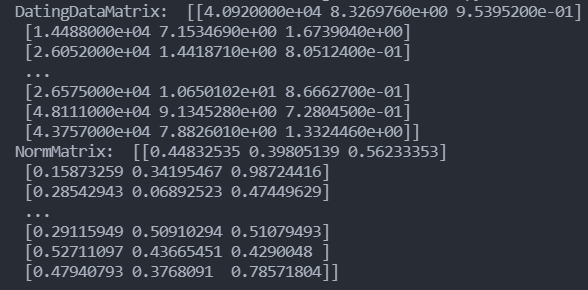 DatingDataMatrix:  [[4.0920000e+04 8.3269760e+00 9.5395200e-01]
 [1.4488000e+04 7.1534690e+00 1.6739040e+00]
 [2.6052000e+04 1.4418710e+00 8.0512400e-01]
 ...
 [2.6575000e+04 1.0650102e+01 8.6662700e-01]
 [4.8111000e+04 9.1345280e+00 7.2804500e-01]
 [4.3757000e+04 7.8826010e+00 1.3324460e+00]]
NormMatrix:  [[0.44832535 0.39805139 0.56233353]
 [0.15873259 0.34195467 0.98724416]
 [0.28542943 0.06892523 0.47449629]
 ...
 [0.29115949 0.50910294 0.51079493]
 [0.52711097 0.43665451 0.4290048 ]
 [0.47940793 0.3768091  0.78571804]]